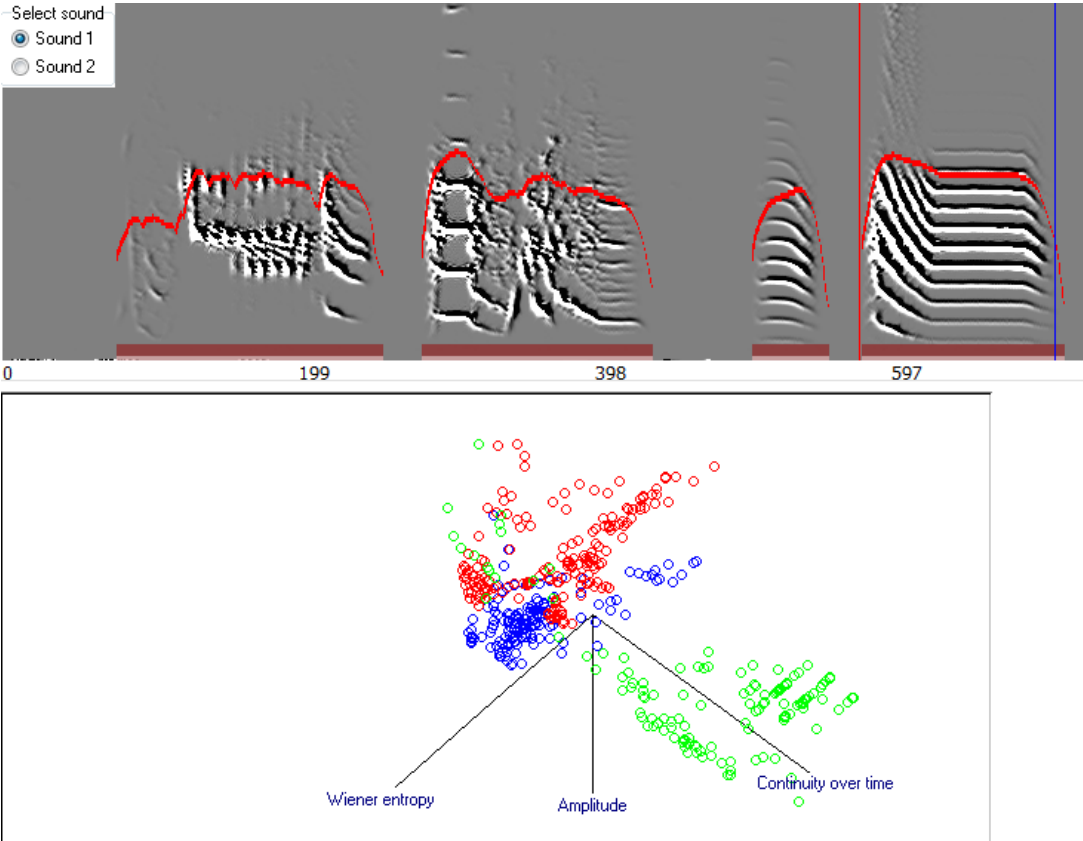 Select sound
Sound 1
Sound 2
0 199 398 597
Wiener entropy
Amplitude
Continuity over time